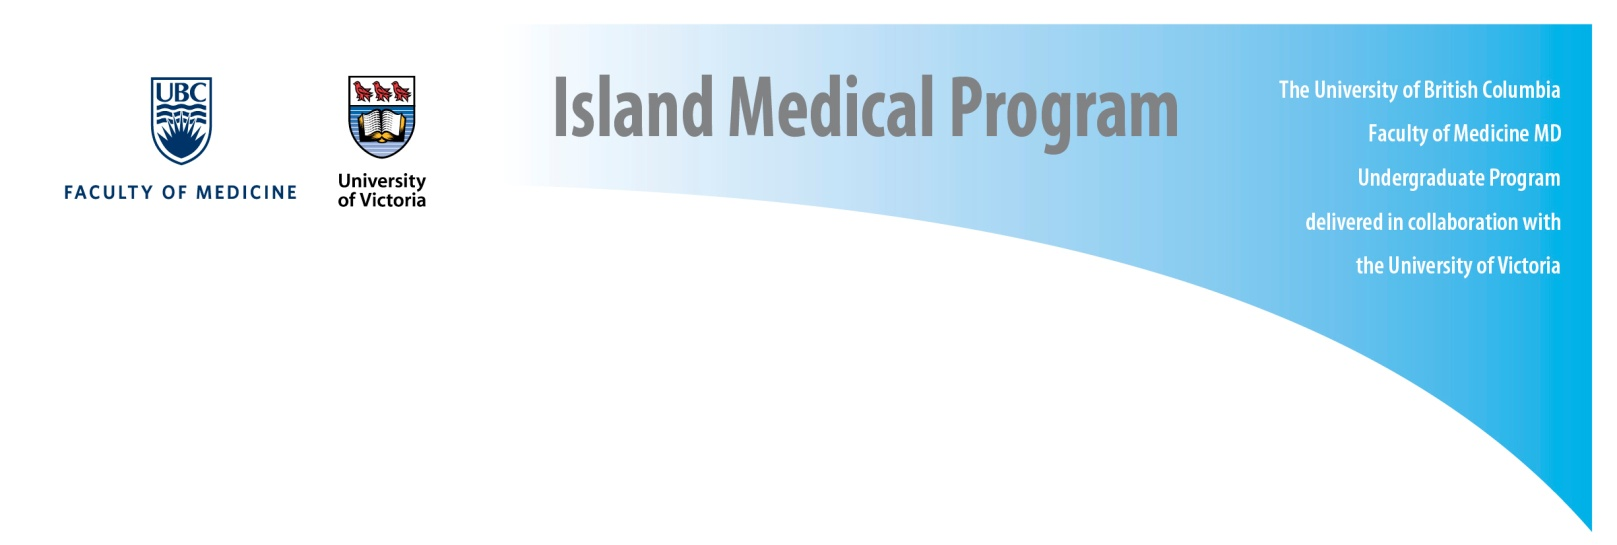 UBC
FACULTY OF MEDICINE
University
of Victoria
Island Medical Program
The University of British Columbia
Faculty of Medicine MD
Undergraduate Program
delivered in collaboration with
the University of Victoria